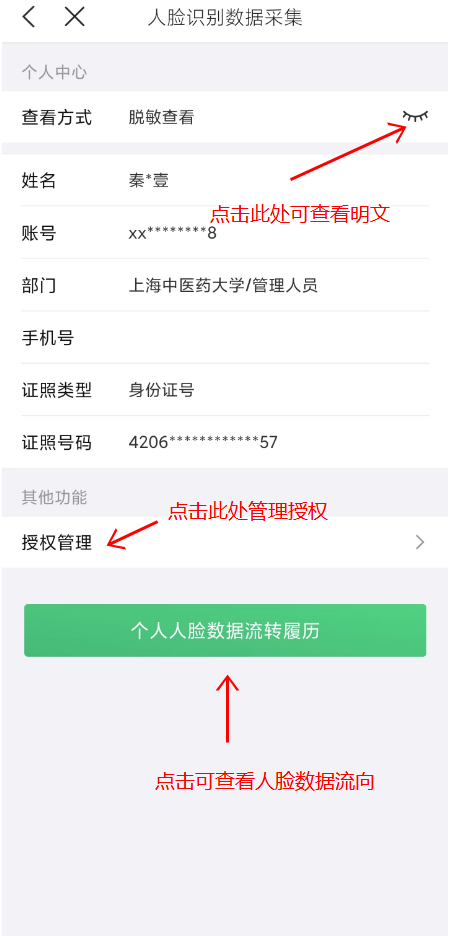 人脸识别数据采集
个人中心
查看方式 脱敏查看
姓名 秦*壹
点击此处可查看明文
账号 xx********8
部门 上海中医药大学/管理人员
手机号
证照类型 身份证号
证照号码 4206************57
其他功能
点击此处管理授权
授权管理
个人人脸数据流转履历
点击可查看人脸数据流向